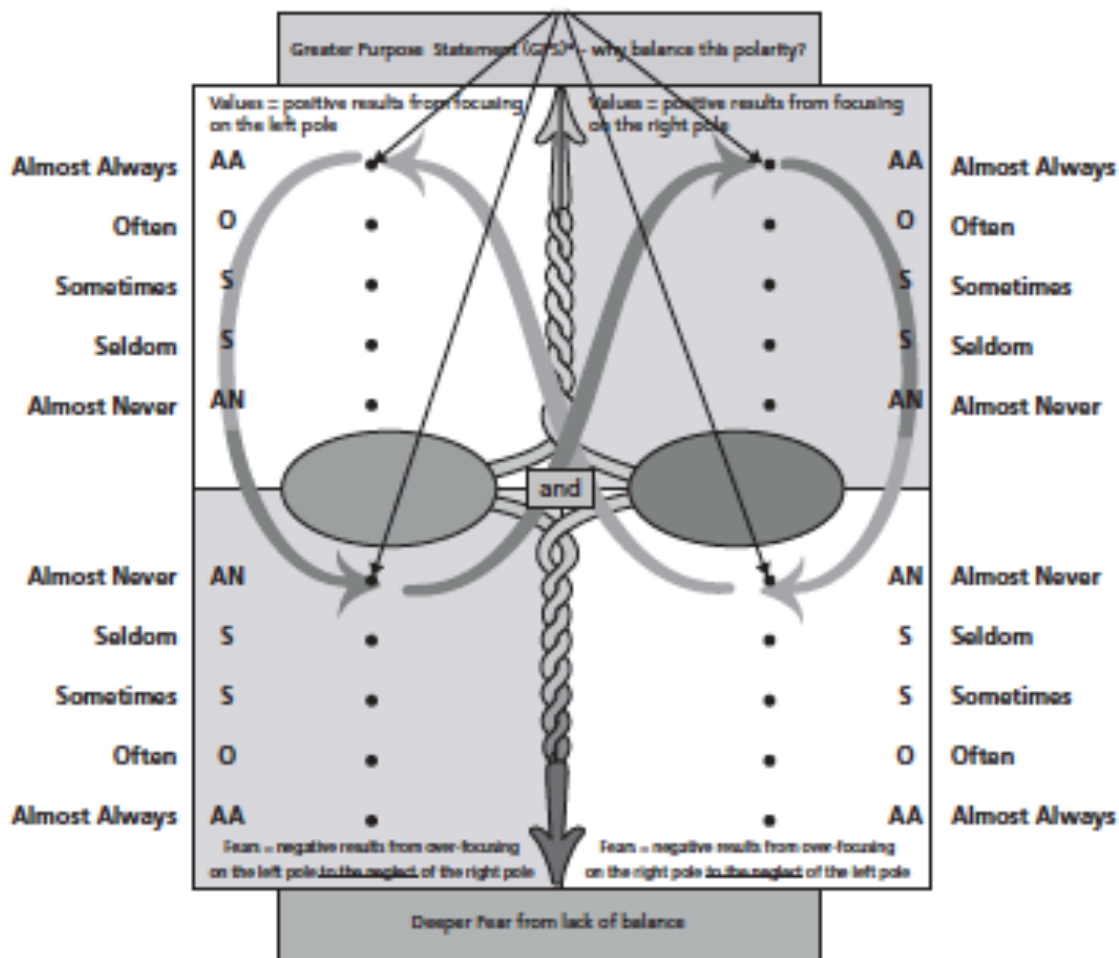 Greater Purpose Statement (GPS)* - why balance this polarity?
Values = positive results from focusing
on the left pole
Values = positive results from focusing
on the right pole
Almost Always AA AA Almost Always
Often O O Often
Sometimes S S Sometimes
Seldom S S Seldom
Almost Never AN AN Almost Never
and
Almost Never AN AN Almost Never
Seldom S S Seldom
Sometimes S S Sometimes
Often O O Often
Almost Always AA AA Almost Always
Fears = negative results from over-focusing
on the left pole to the neglect of the right pole
Fears = negative results from over-focusing
on the right pole to the neglect of the left pole
Deeper Fear from lack of balance